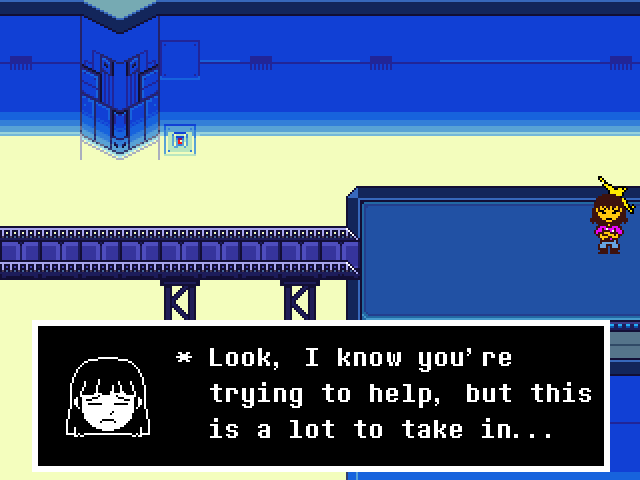 * Look, I know you're
trying to help, but this
is a lot to take in...